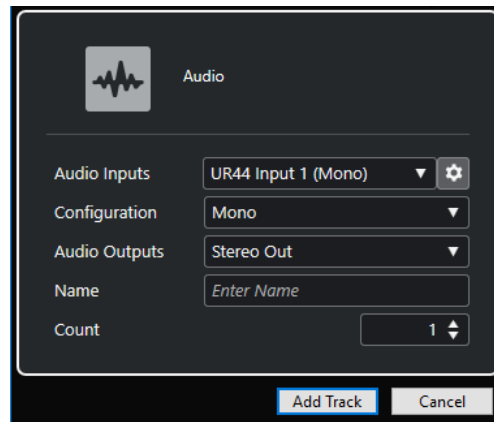 Audio
Audio Inputs UR44 Input 1 (Mono)
Configuration Mono
Audio Outputs Stereo Out
Name Enter Name
Count 1
Add Track Cancel